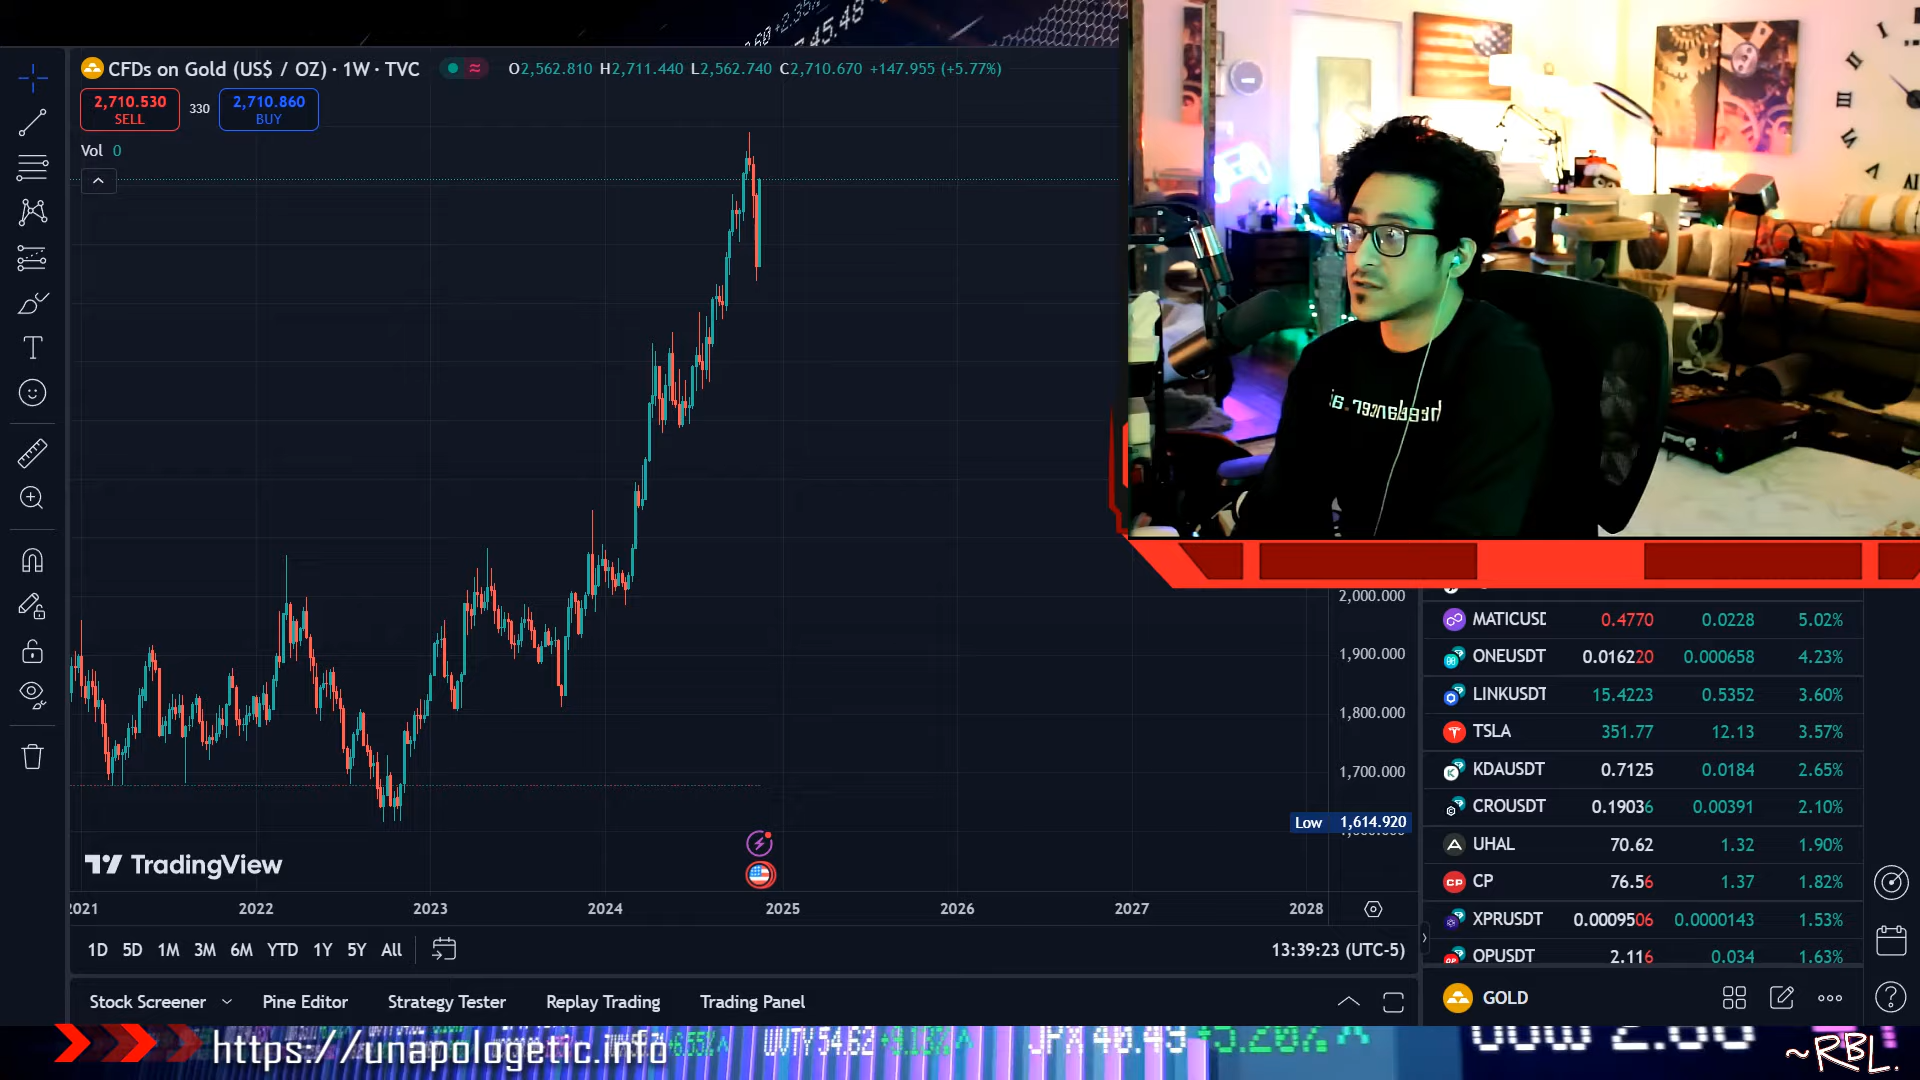 CFDs on Gold (US$ / OZ) · 1W · TVC
O2,562.810 H2,711.440 L2,562.740 C2,710.670 +147.955 (+5.77%)
2,710.530
SELL
330
2,710.860
BUY
Vol 0
2,000.000
1,900.000
1,800.000
1,700.000
Low 1,614.920
TradingView
2021 2022 2023 2024 2025 2026 2027 2028
1D 5D 1M 3M 6M YTD 1Y 5Y All
13:39:23 (UTC-5)
Stock Screener Pine Editor Strategy Tester Replay Trading Trading Panel
MATICUSD 0.4770 0.0228 5.02%
ONEUSDT 0.016220 0.000658 4.23%
LINKUSDT 15.4223 0.5352 3.60%
TSLA 351.77 12.13 3.57%
KDAUSDT 0.7125 0.0184 2.65%
CROUSDT 0.19036 0.00391 2.10%
UHAL 70.62 1.32 1.90%
CP 76.56 1.37 1.82%
XPRUSDT 0.0009506 0.0000143 1.53%
OPUSDT 2.116 0.034 1.63%
GOLD
https://unapologetic.info
~RBL.